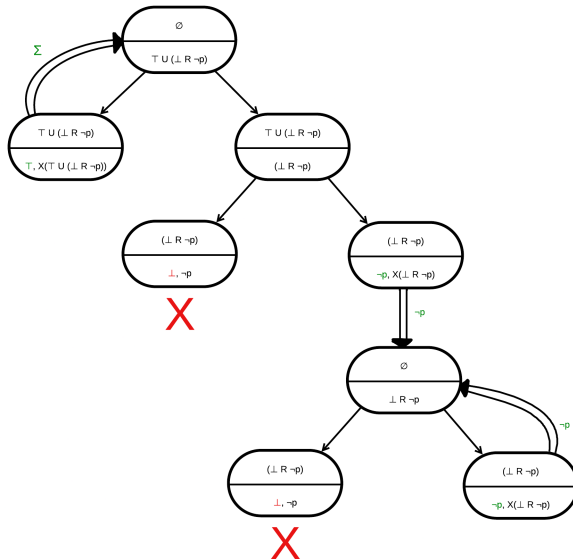 ∅
⊤ U (⊥ R ¬p)
Σ
⊤ U (⊥ R ¬p)
⊤, X(⊤ U (⊥ R ¬p))
⊤ U (⊥ R ¬p)
(⊥ R ¬p)
(⊥ R ¬p)
⊥, ¬p
X
(⊥ R ¬p)
¬p, X(⊥ R ¬p)
¬p
∅
⊥ R ¬p
¬p
(⊥ R ¬p)
⊥, ¬p
X
(⊥ R ¬p)
¬p, X(⊥ R ¬p)